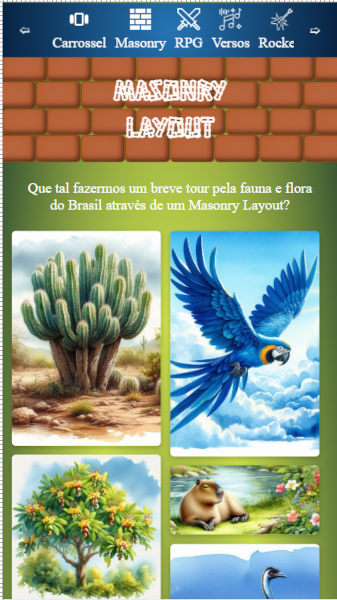 Carrossel Masonry RPG Versos Rocke
MASONRY
LAYOUT
Que tal fazermos um breve tour pela fauna e flora
do Brasil através de um Masonry Layout?